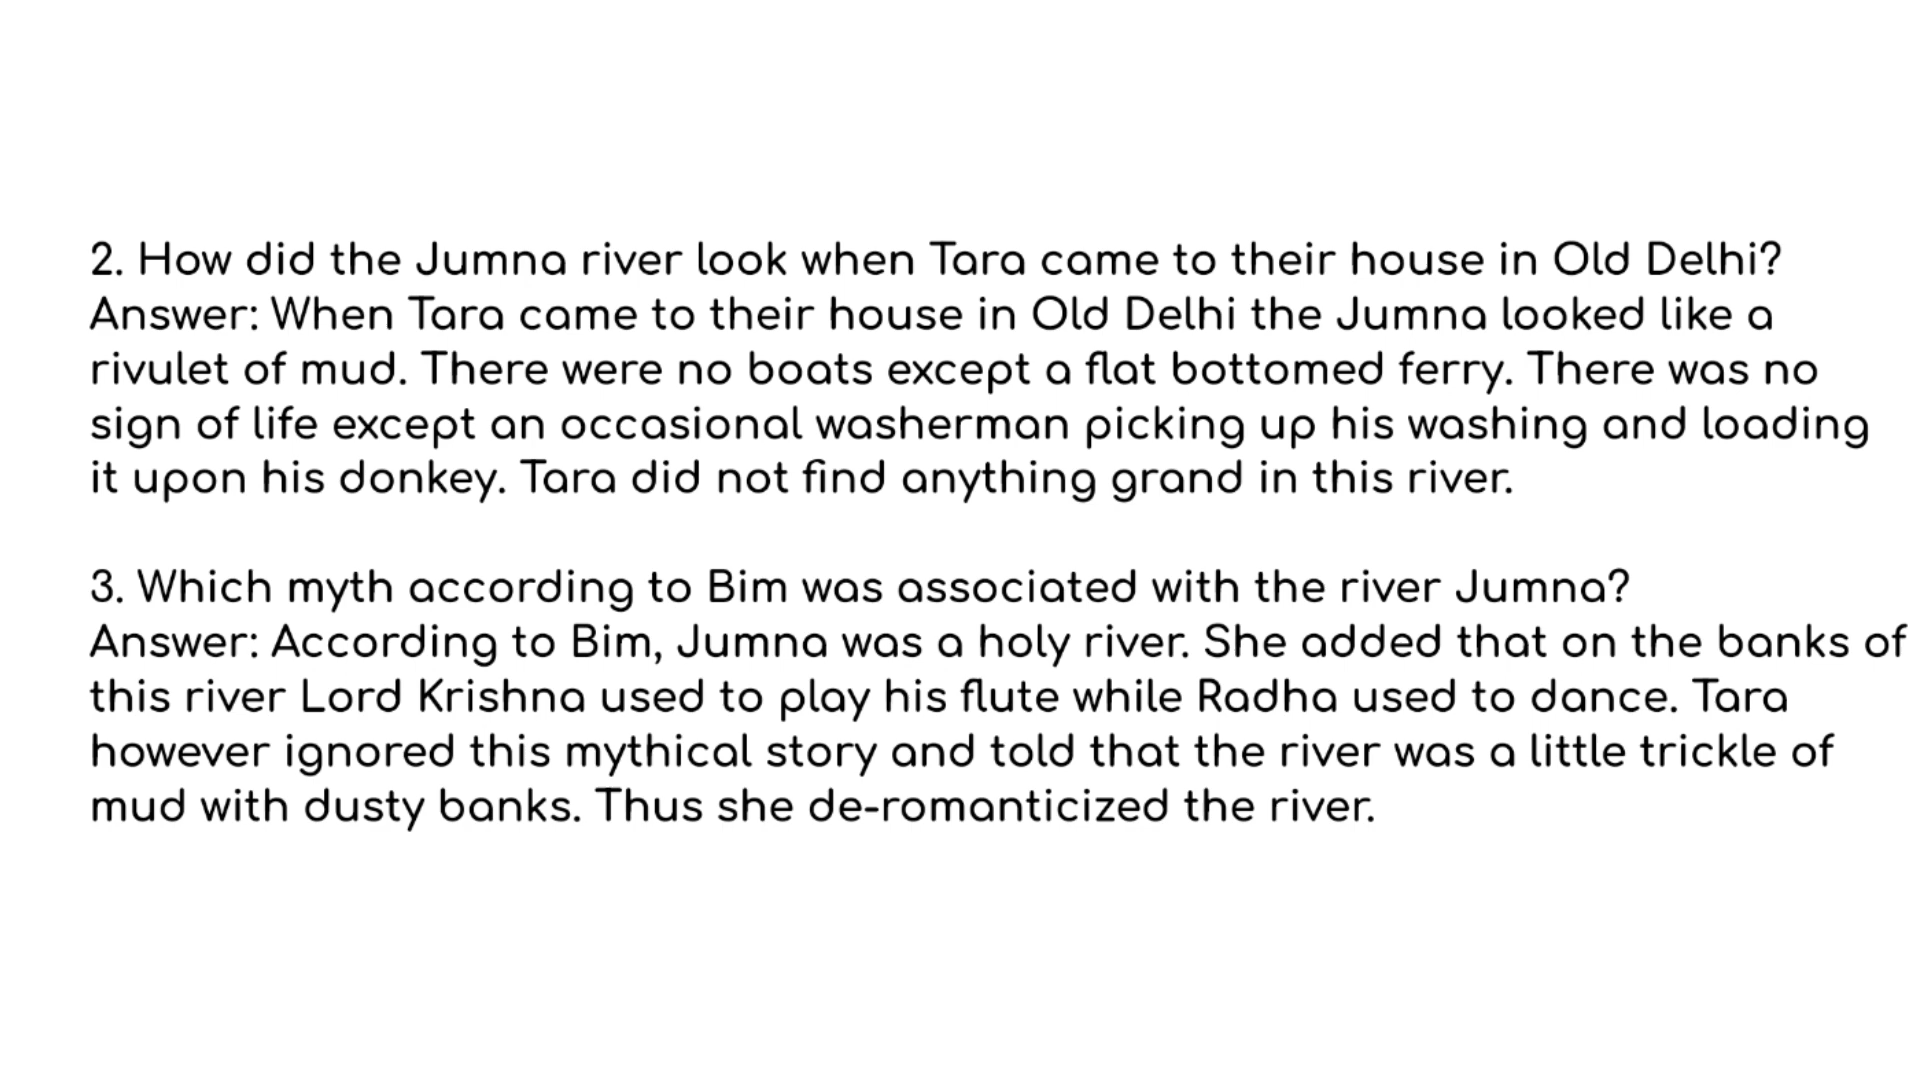 2. How did the Jumna river look when Tara came to their house in Old Delhi?
Answer: When Tara came to their house in Old Delhi the Jumna looked like a
rivulet of mud. There were no boats except a flat bottomed ferry. There was no
sign of life except an occasional washerman picking up his washing and loading
it upon his donkey. Tara did not find anything grand in this river.
3. Which myth according to Bim was associated with the river Jumna?
Answer: According to Bim, Jumna was a holy river. She added that on the banks of
this river Lord Krishna used to play his flute while Radha used to dance. Tara
however ignored this mythical story and told that the river was a little trickle of
mud with dusty banks. Thus she de-romanticized the river.